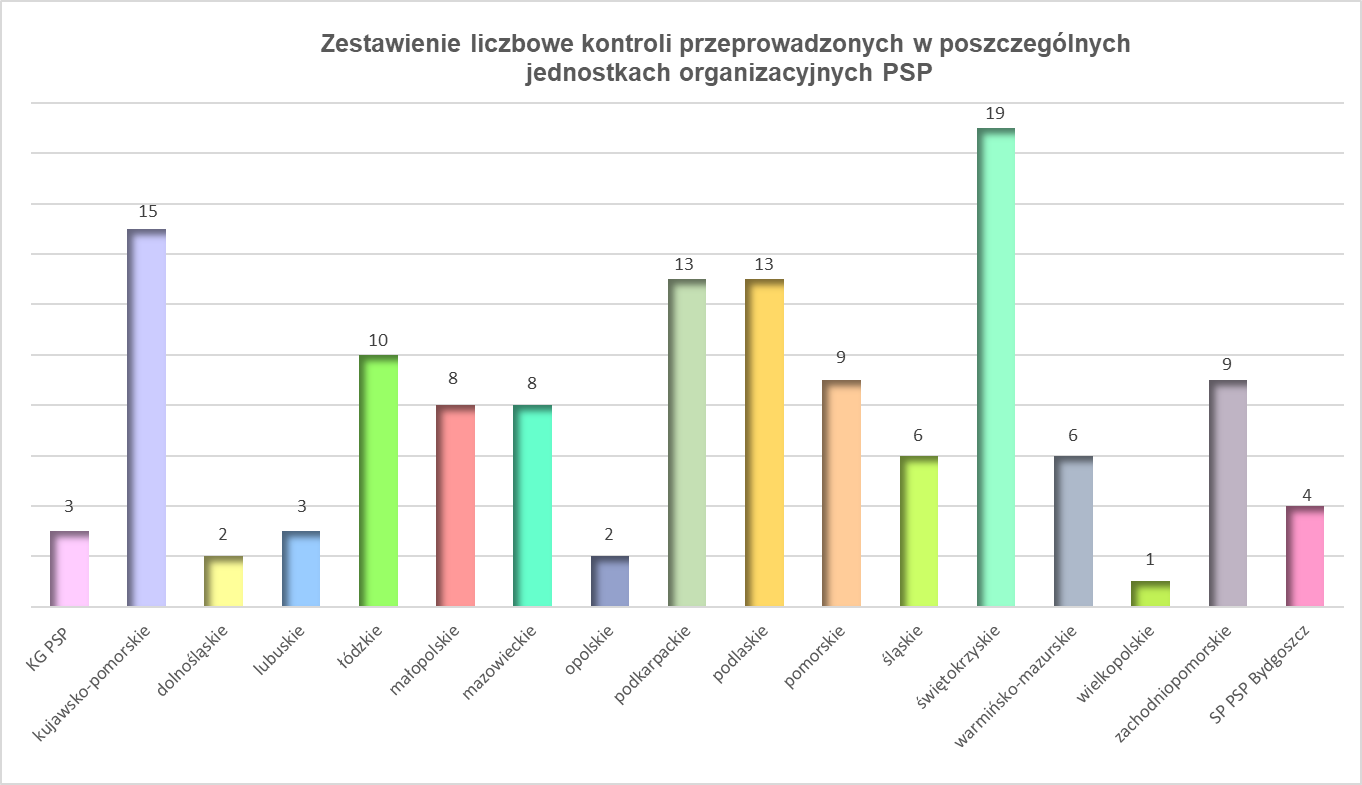 Zestawienie liczbowe kontroli przeprowadzonych w poszczególnych
jednostkach organizacyjnych PSP
3
15
2
3
10
8
8
2
13
13
9
6
19
6
1
9
4
KG PSP
kujawsko-pomorskie
dolnośląskie
lubuskie
łódzkie
małopolskie
mazowieckie
opolskie
podkarpackie
podlaskie
pomorskie
śląskie
świętokrzyskie
warmińsko-mazurskie
wielkopolskie
zachodniopomorskie
SP PSP Bydgoszcz